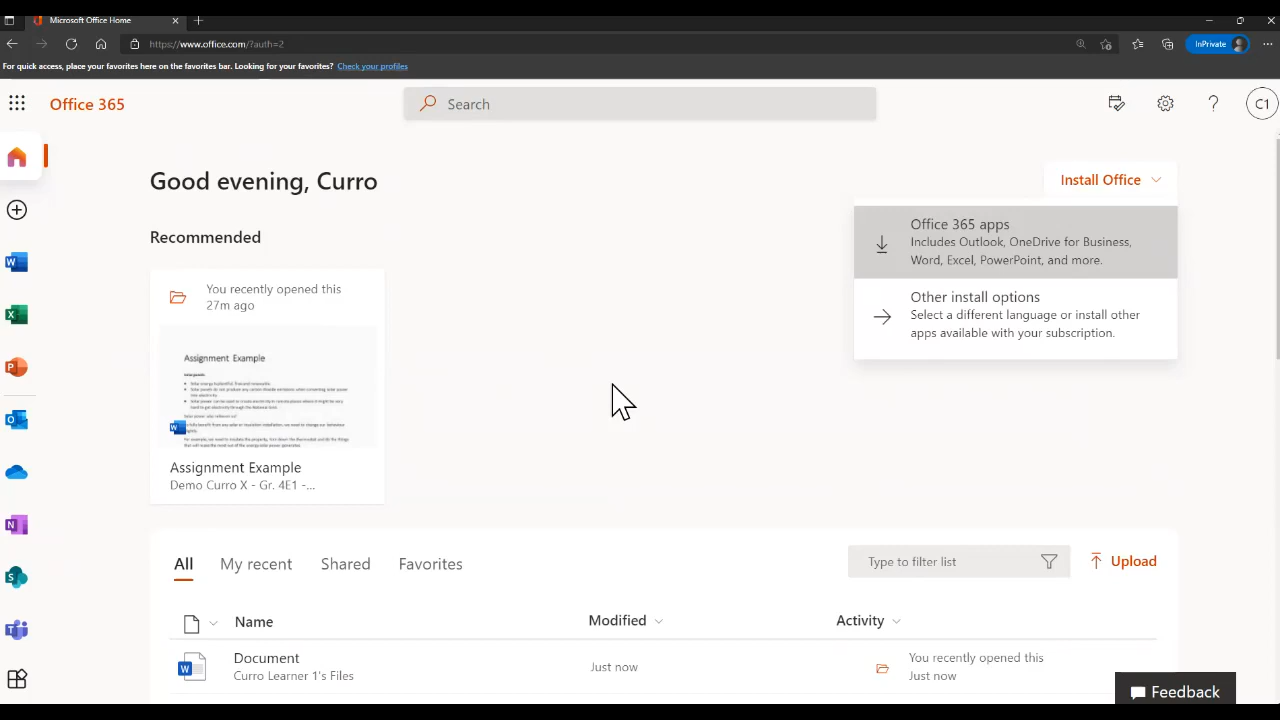 Microsoft Office Home
https://www.office.com/?auth=2
InPrivate
For quick access, place your favorites here on the favorites bar. Looking for your favorites? Check your profiles
Office 365
Search
C1
Good evening, Curro
Install Office
Office 365 apps
Includes Outlook, OneDrive for Business,
Word, Excel, PowerPoint, and more.
Other install options
Select a different language or install other
apps available with your subscription.
Recommended
You recently opened this
27m ago
Assignment Example
Assignment Example
Demo Curro X - Gr. 4E1 -...
All
My recent
Shared
Favorites
Type to filter list
Upload
Name
Modified
Activity
Document
Curro Learner 1's Files
Just now
You recently opened this
Just now
Feedback